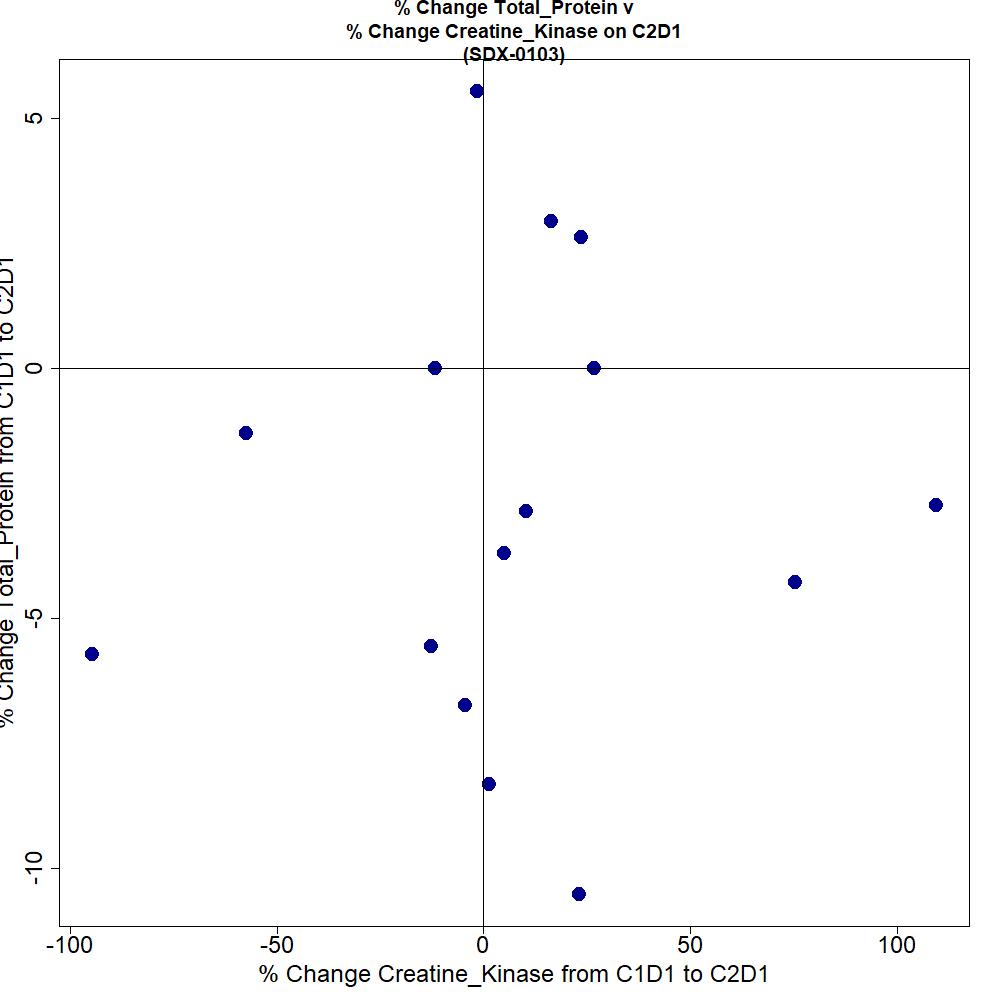 % Change Total_Protein v
% Change Creatine_Kinase on C2D1
(SDX-0103)
% Change Total_Protein from C1D1 to C2D1
5
0
-5
-10
-100
-50
0
50
100
% Change Creatine_Kinase from C1D1 to C2D1